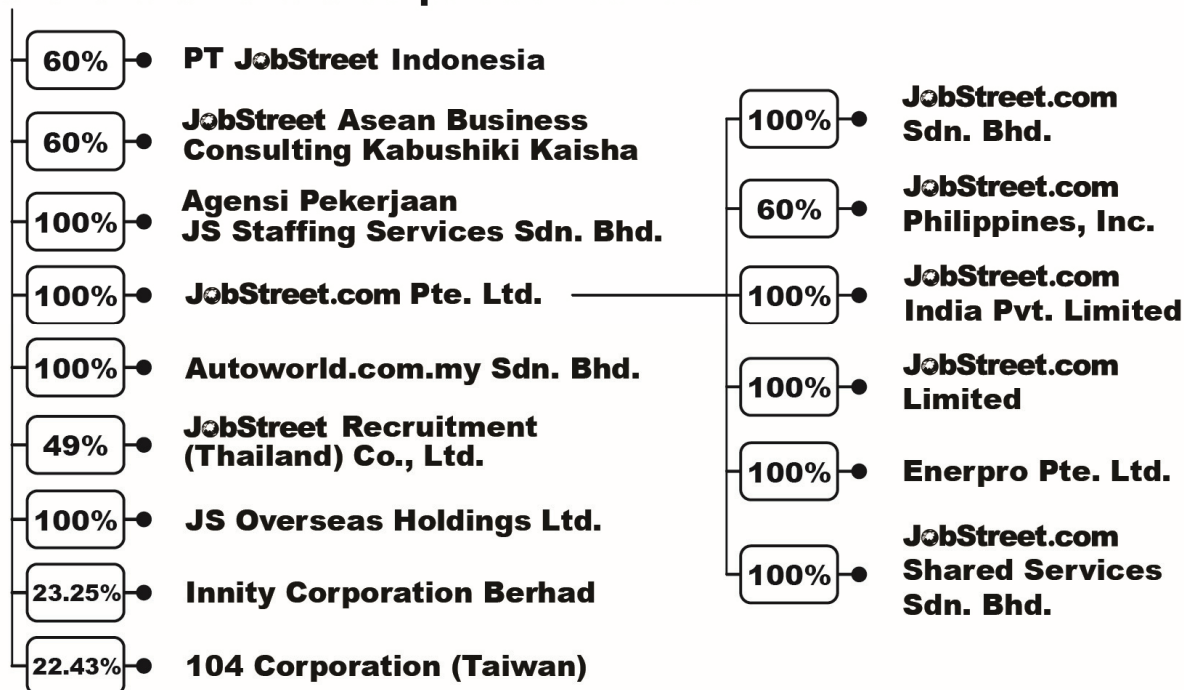 60%
PT JobStreet Indonesia
60%
JobStreet Asean Business
Consulting Kabushiki Kaisha
100%
Agensi Pekerjaan
JS Staffing Services Sdn. Bhd.
100%
JobStreet.com Pte. Ltd.
100%
Autoworld.com.my Sdn. Bhd.
49%
JobStreet Recruitment
(Thailand) Co., Ltd.
100%
JS Overseas Holdings Ltd.
23.25%
Innity Corporation Berhad
22.43%
104 Corporation (Taiwan)
100%
JobStreet.com
Sdn. Bhd.
60%
JobStreet.com
Philippines, Inc.
100%
JobStreet.com
India Pvt. Limited
100%
JobStreet.com
Limited
100%
Enerpro Pte. Ltd.
100%
JobStreet.com
Shared Services
Sdn. Bhd.